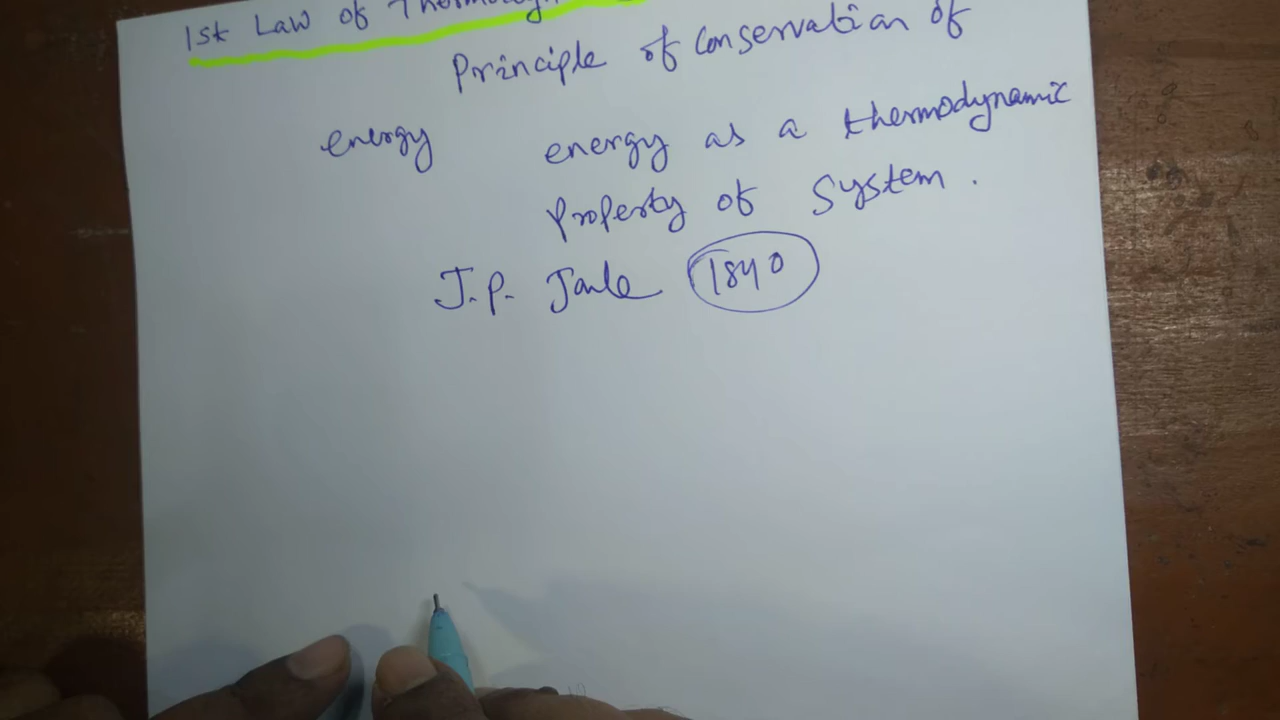 1st Law of
Principle of Conservation of
energy energy as a thermodynamic
Property of System.
J.P. Joule 1840